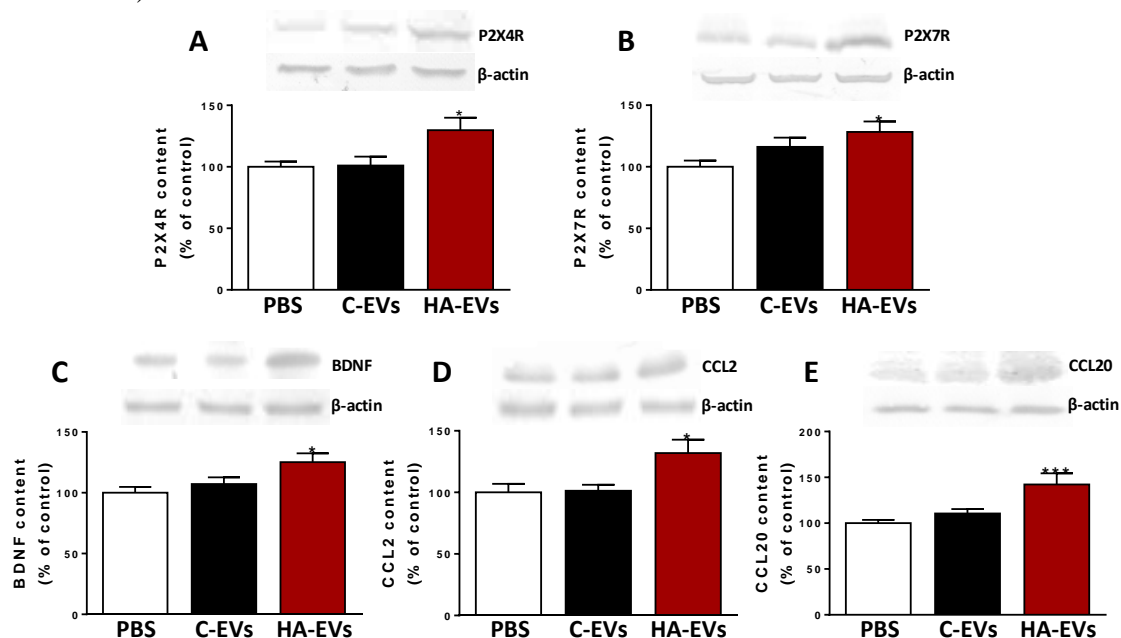 A
P2X4R
β-actin
P2X4R content
(% of control)
150
100
50
0
*
PBS C-EVs HA-EVs
B
P2X7R
β-actin
P2X7R content
(% of control)
150
100
50
0
*
PBS C-EVs HA-EVs
C
BDNF
β-actin
BDNF content
(% of control)
150
100
50
0
*
PBS C-EVs HA-EVs
D
CCL2
β-actin
CCL2 content
(% of control)
150
100
50
0
*
PBS C-EVs HA-EVs
E
CCL20
β-actin
CCL20 content
(% of control)
200
150
100
50
0
***
PBS C-EVs HA-EVs